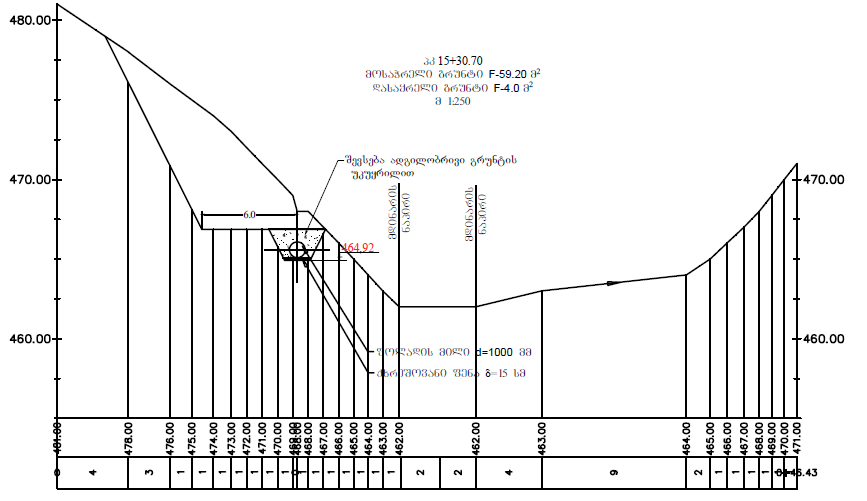 480.00
470.00
460.00
470.00
460.00
პკ 15+30.70
მოსაჭრელი გრუნტი F-59.20 მ²
დასაყრელი გრუნტი F-4.0 მ²
მ 1:250
შევსება ადგილობრივი გრუნტის
უკუყრილით
მდინარის
ნაპირი
მდინარის
ნაპირი
6.0
464.92
ფოლადის მილი d=1000 მმ
ქვიშოვანი ფენა δ=15 სმ
481.00 478.00 476.00 475.00 474.00 473.00 472.00 471.00 470.00 469.00 468.00 468.00 467.00 466.00 465.00 464.00 463.00 462.00 462.00 463.00 464.00 465.00 466.00 467.00 468.00 469.00 470.00 471.00
0 4 3 1 1 1 1 1 1 1 1 1 1 1 1 2 2 4 9 2 1 1 1 1 46.43